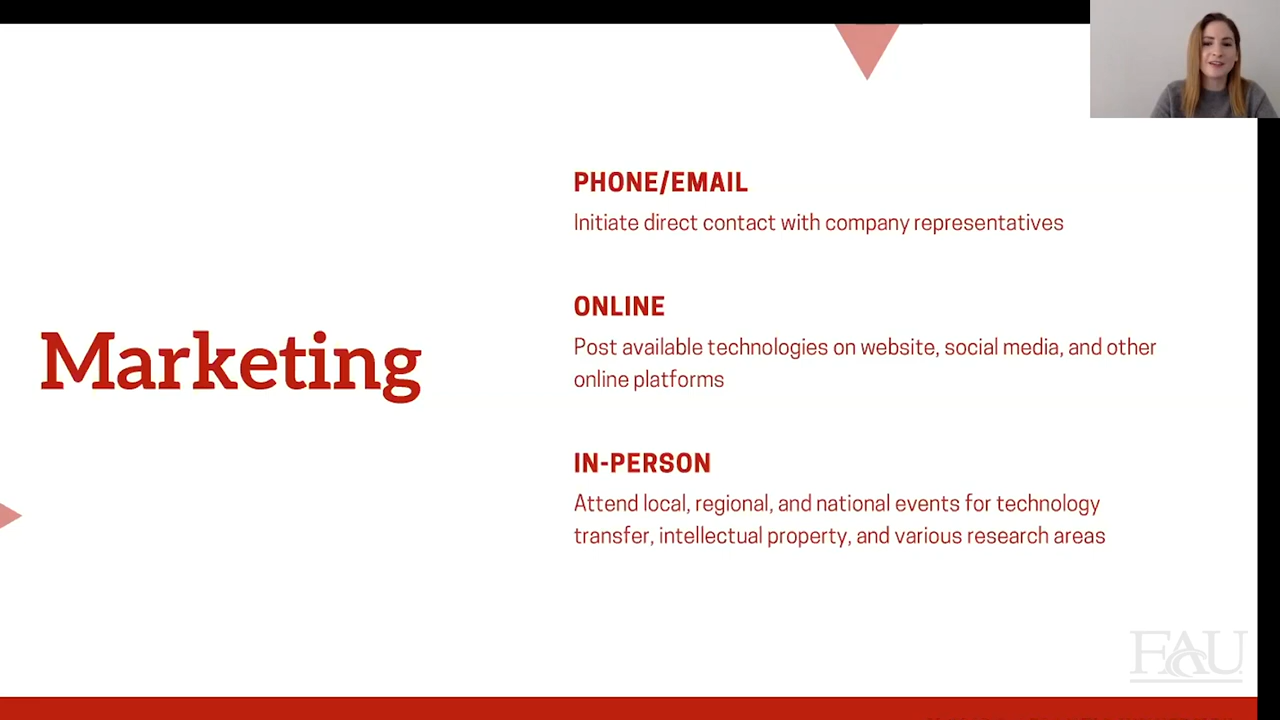 Marketing
PHONE/EMAIL
Initiate direct contact with company representatives
ONLINE
Post available technologies on website, social media, and other
online platforms
IN-PERSON
Attend local, regional, and national events for technology
transfer, intellectual property, and various research areas
FAU